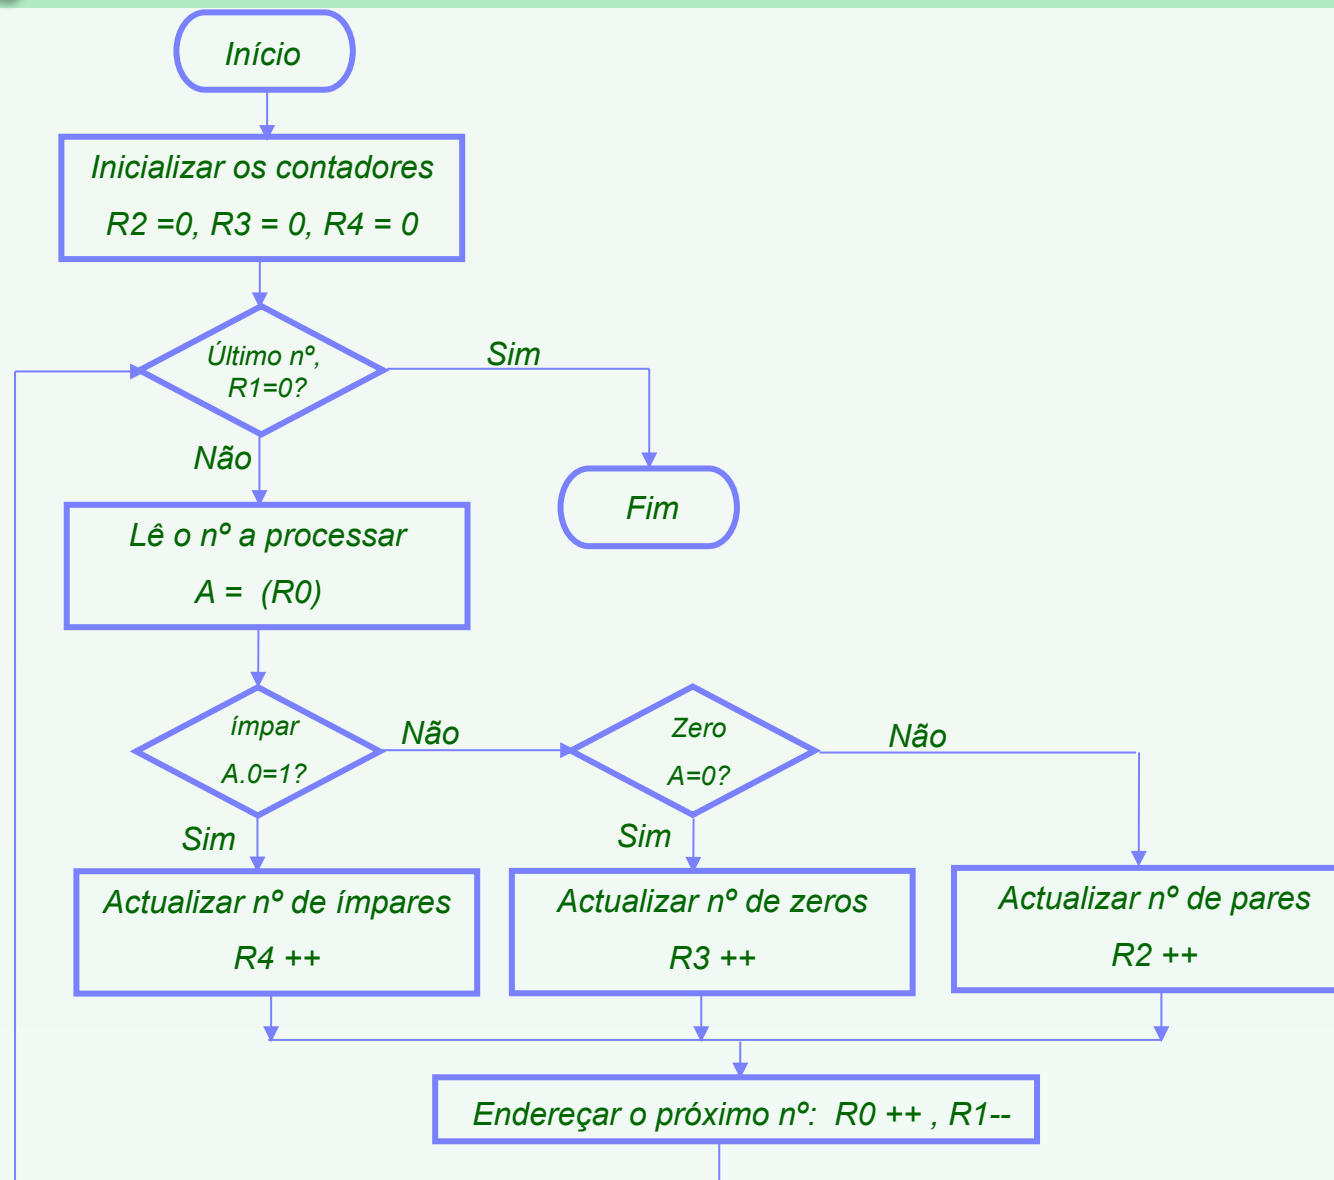 Início
Inicializar os contadores
R2 =0, R3 = 0, R4 = 0
Último nº,
R1=0?
Sim
Não
Fim
Lê o nº a processar
A = (R0)
ímpar
A.0=1?
Não
Zero
A=0?
Não
Sim
Sim
Actualizar nº de ímpares
R4 ++
Actualizar nº de zeros
R3 ++
Actualizar nº de pares
R2 ++
Endereçar o próximo nº: R0 ++ , R1--